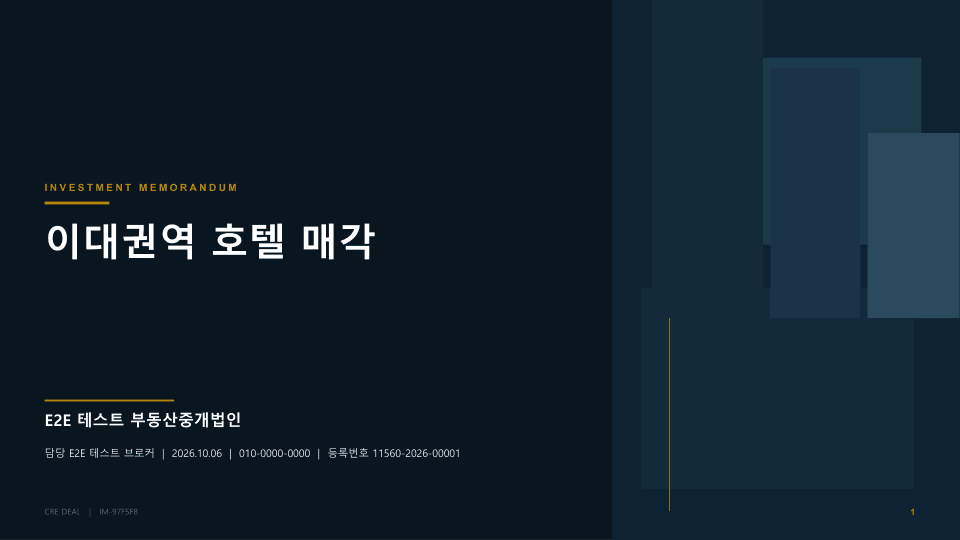 INVESTMENT MEMORANDUM
이대권역 호텔 매각
E2E 테스트 부동산중개법인
담당 E2E 테스트 브로커 | 2026.10.06 | 010-0000-0000 | 등록번호 11560-2026-00001
CRE DEAL | IM-97F5F8
1